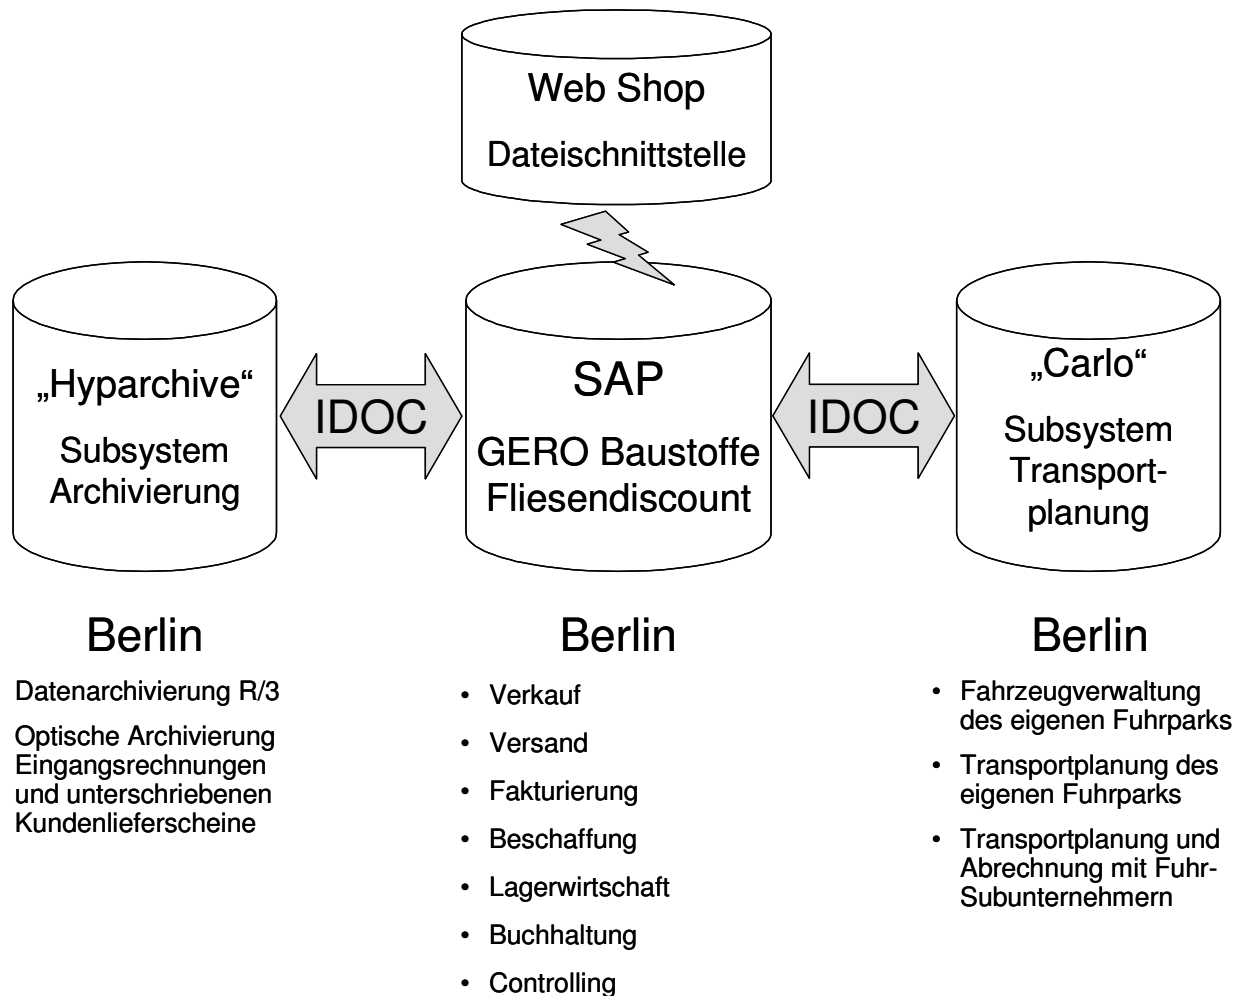 Web Shop
Dateischnittstelle
„Hyparchive“
Subsystem
Archivierung
IDOC
SAP
GERO Baustoffe
Fliesendiscount
IDOC
„Carlo“
Subsystem
Transport-
planung
Berlin
Datenarchivierung R/3
Optische Archivierung
Eingangsrechnungen
und unterschriebenen
Kundenlieferscheine
Berlin
• Verkauf
• Versand
• Fakturierung
• Beschaffung
• Lagerwirtschaft
• Buchhaltung
• Controlling
Berlin
• Fahrzeugverwaltung
des eigenen Fuhrparks
• Transportplanung des
eigenen Fuhrparks
• Transportplanung und
Abrechnung mit Fuhr-
Subunternehmern